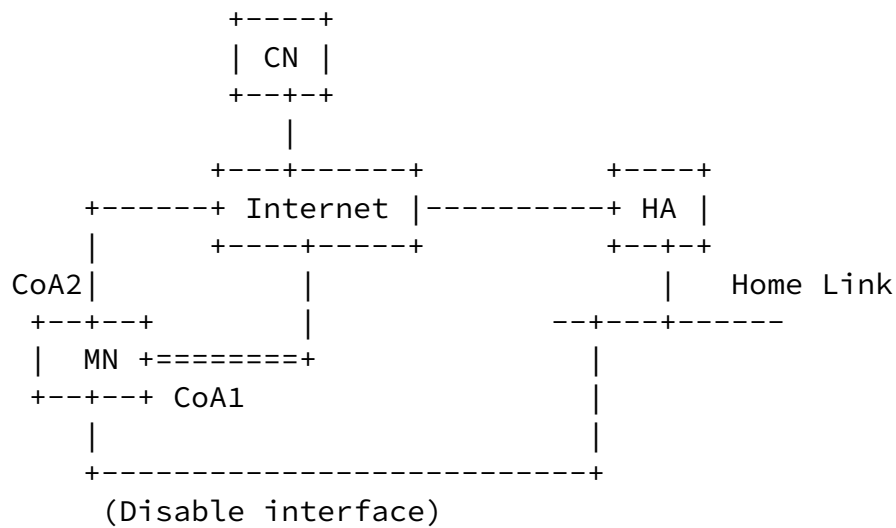 CN
Internet
HA
CoA2
Home Link
MN
CoA1
(Disable interface)